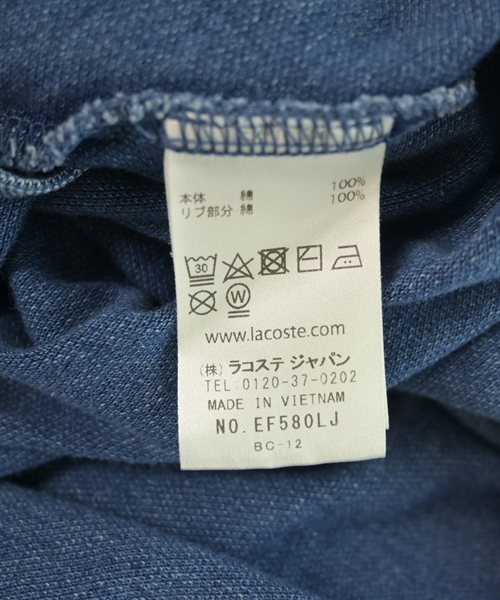 本体 綿 100%
リブ部分 綿 100%
30
W
www.lacoste.com
(株) ラコステ ジャパン
TEL.0120-37-0202
MADE IN VIETNAM
NO.EF580LJ
BC-12